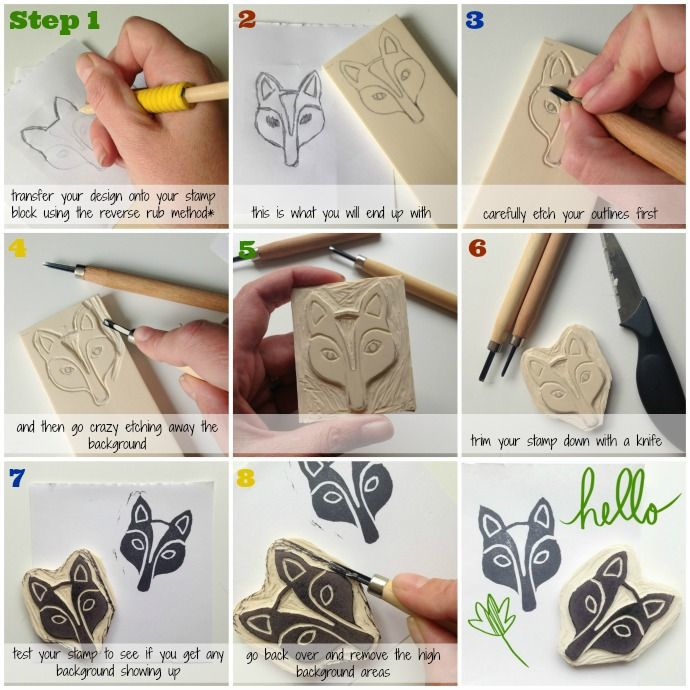 Step 1
transfer your design onto your stamp
block using the reverse rub method*
2
this is what you will end up with
3
carefully etch your outlines first
4
and then go crazy etching away the
background
5
6
trim your stamp down with a knife
7
test your stamp to see if you get any
background showing up
8
go back over and remove the high
background areas
hello